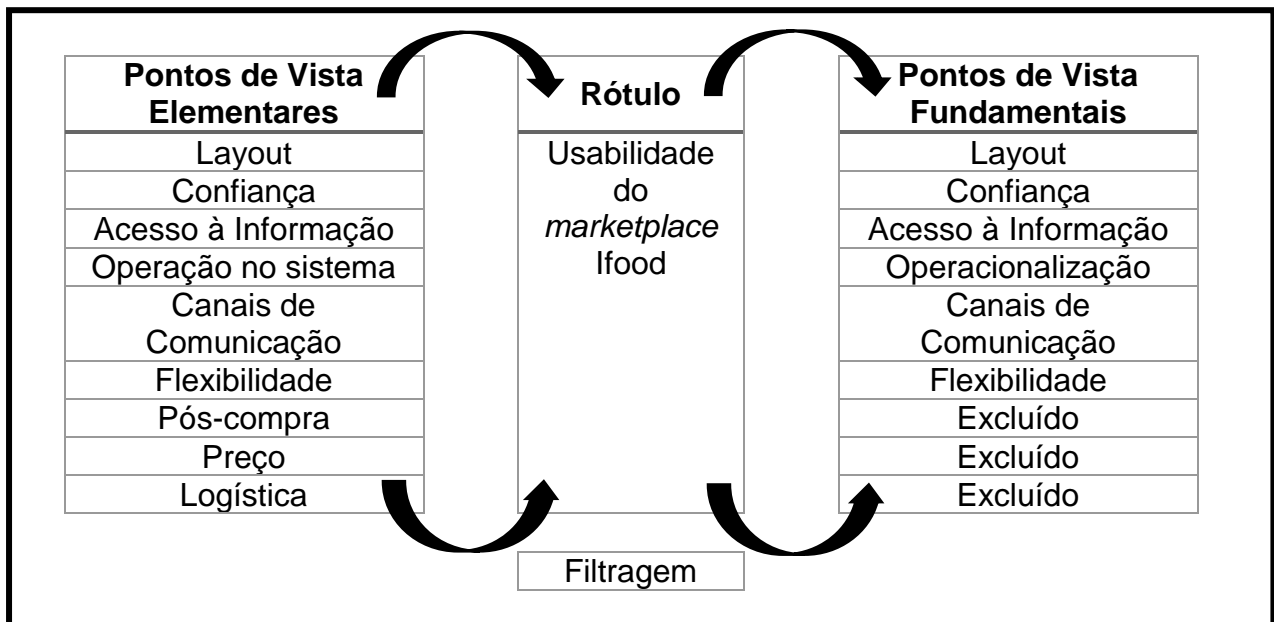 Pontos de Vista
Elementares
Layout
Confiança
Acesso à Informação
Operação no sistema
Canais de
Comunicação
Flexibilidade
Pós-compra
Preço
Logística
Rótulo
Usabilidade
do
marketplace
Ifood
Filtragem
Pontos de Vista
Fundamentais
Layout
Confiança
Acesso à Informação
Operacionalização
Canais de
Comunicação
Flexibilidade
Excluído
Excluído
Excluído